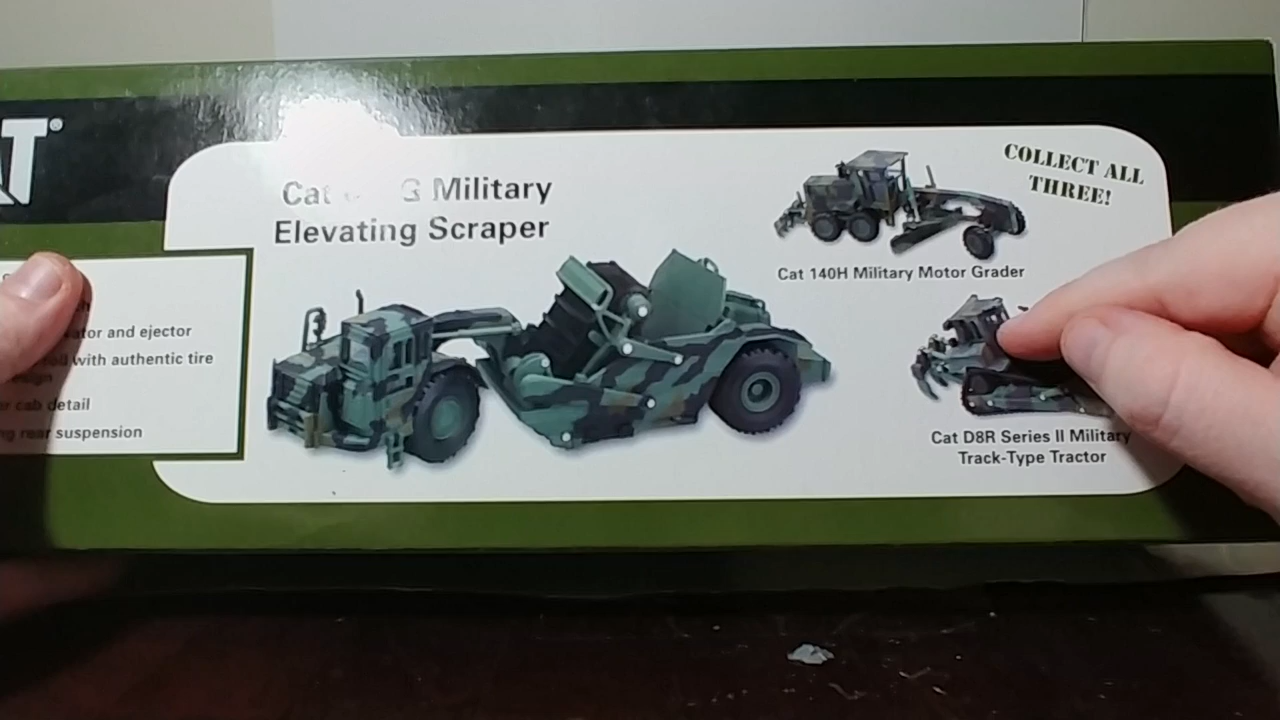 AT®
Cat G Military
Elevating Scraper
COLLECT ALL
THREE!
Cat 140H Military Motor Grader
and ejector
with authentic tire
cab detail
rear suspension
Cat D8R Series II Military
Track-Type Tractor